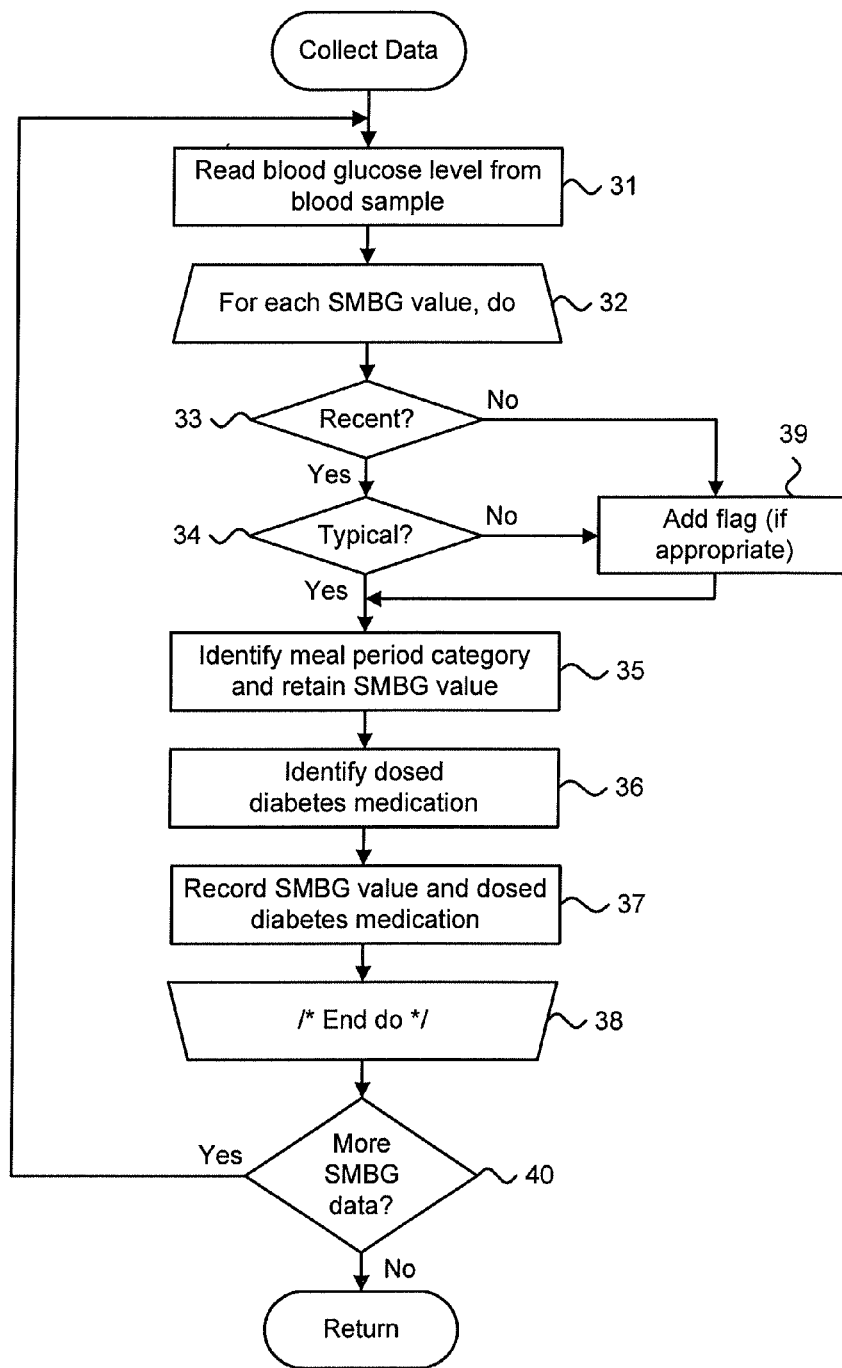 Collect Data
Read blood glucose level from
blood sample
31
For each SMBG value, do
32
33
Recent?
No
Yes
39
34
Typical?
No
Add flag (if
appropriate)
Yes
Identify meal period category
and retain SMBG value
35
Identify dosed
diabetes medication
36
Record SMBG value and dosed
diabetes medication
37
/* End do */
38
Yes
More
SMBG
data?
40
No
Return